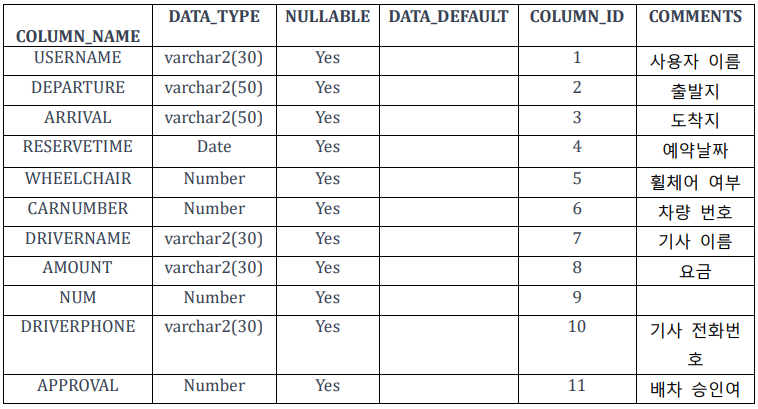 COLUMN_NAME DATA_TYPE NULLABLE DATA_DEFAULT COLUMN_ID COMMENTS
USERNAME varchar2(30) Yes 1 사용자 이름
DEPARTURE varchar2(50) Yes 2 출발지
ARRIVAL varchar2(50) Yes 3 도착지
RESERVETIME Date Yes 4 예약날짜
WHEELCHAIR Number Yes 5 휠체어 여부
CARNUMBER Number Yes 6 차량 번호
DRIVERNAME varchar2(30) Yes 7 기사 이름
AMOUNT varchar2(30) Yes 8 요금
NUM Number Yes 9
DRIVERPHONE varchar2(30) Yes 10 기사 전화번
호
APPROVAL Number Yes 11 배차 승인여